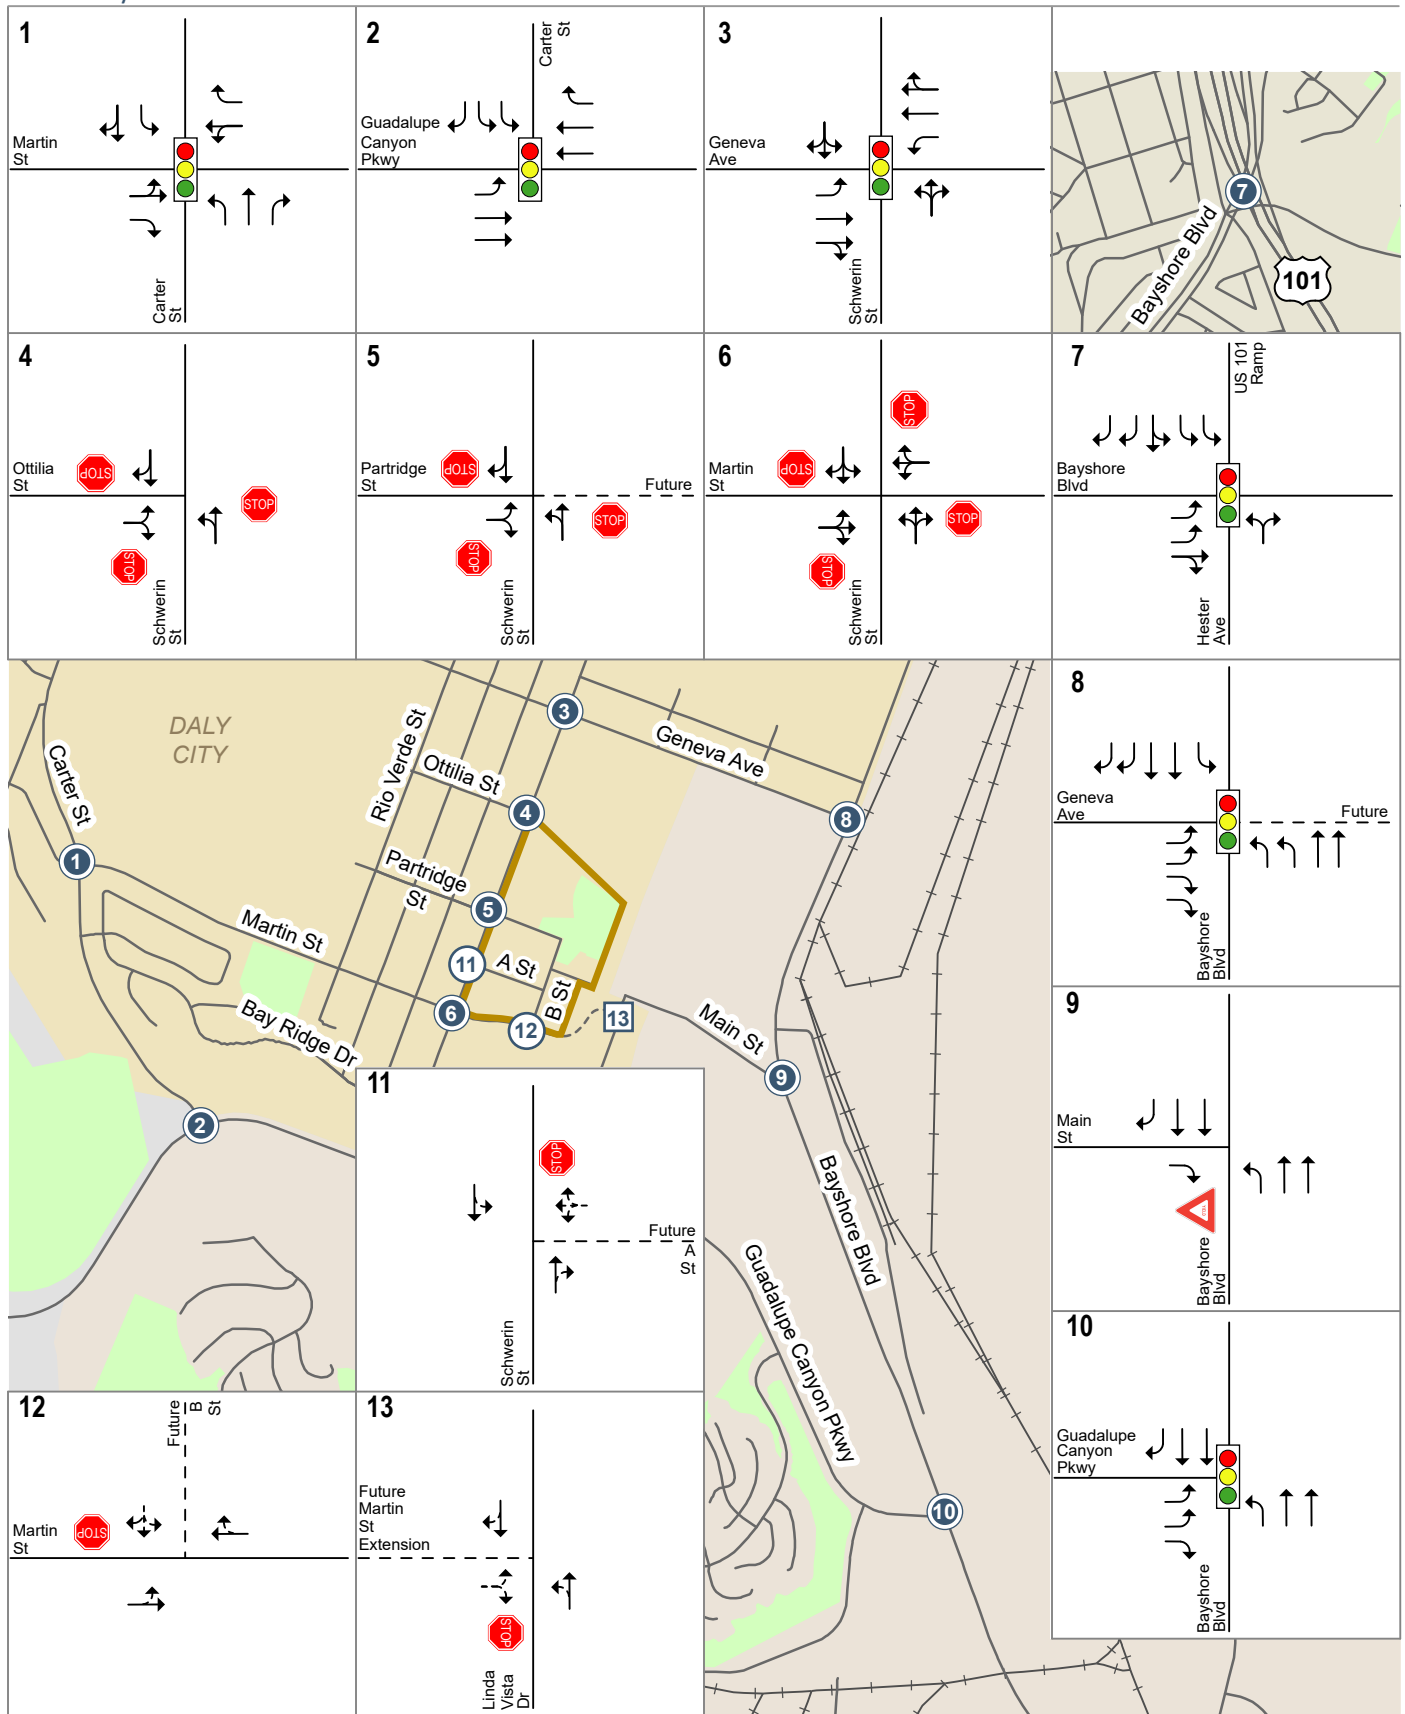 1
Martin
St
Carter
St
2
Carter
St
Guadalupe
Canyon
Pkwy
3
Geneva
Ave
Schwerin
St
7
Bayshore Blvd
101
4
Ottilia
St
STOP
STOP
STOP
Schwerin
St
5
Partridge
St
STOP
Future
STOP
STOP
Schwerin
St
6
STOP
Martin
St
STOP
STOP
STOP
Schwerin
St
7
US 101
Ramp
Bayshore
Blvd
Hester
Ave
DALY
CITY
Carter St
Rio Verde St
Ottilia St
Geneva Ave
3
4
8
1
Partridge
St
5
Martin St
11
A St
B St
6
12
13
Bay Ridge Dr
Main St
9
2
Bayshore Blvd
Guadalupe Canyon Pkwy
10
8
Geneva
Ave
Future
Bayshore
Blvd
9
Main
St
Bayshore
Blvd
10
Guadalupe
Canyon
Pkwy
Bayshore
Blvd
11
STOP
Future
A
St
Schwerin
St
12
Future
B
St
Martin
St
STOP
13
Future
Martin
St
Extension
STOP
Linda
Vista
Dr